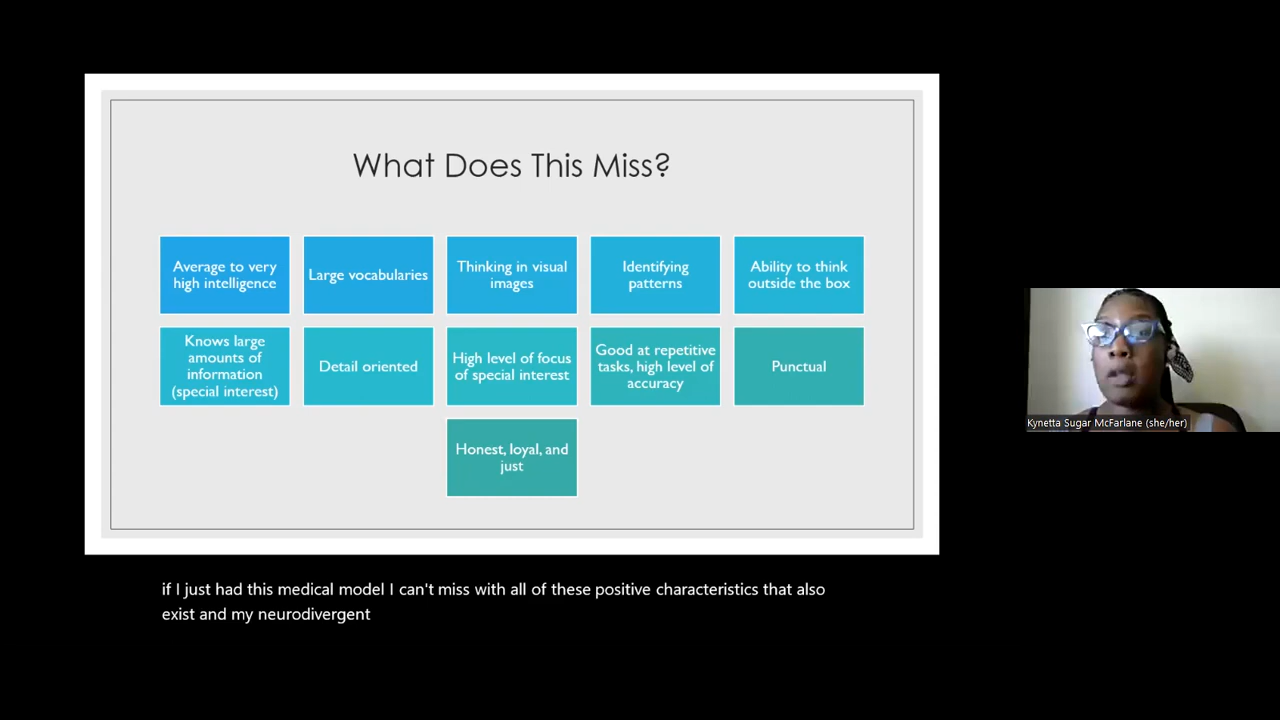 What Does This Miss?
Average to very
high intelligence
Large vocabularies
Thinking in visual
images
Identifying
patterns
Ability to think
outside the box
Knows large
amounts of
information
(special interest)
Detail oriented
High level of focus
of special interest
Good at repetitive
tasks, high level of
accuracy
Punctual
Honest, loyal, and
just
Kynetta Sugar McFarlane (she/her)
if I just had this medical model I can't miss with all of these positive characteristics that also
exist and my neurodivergent